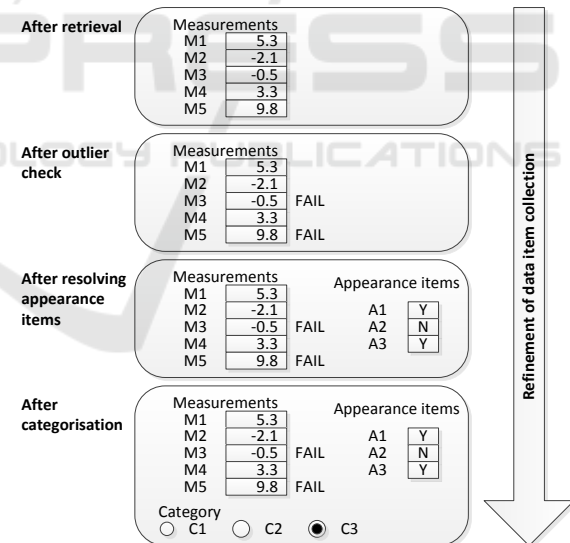 After retrieval
Measurements
M1 5.3
M2 -2.1
M3 -0.5
M4 3.3
M5 9.8
After outlier
check
Measurements
M1 5.3
M2 -2.1
M3 -0.5 FAIL
M4 3.3
M5 9.8 FAIL
After resolving
appearance
items
Measurements
M1 5.3
M2 -2.1
M3 -0.5 FAIL
M4 3.3
M5 9.8 FAIL
Appearance items
A1 Y
A2 N
A3 Y
After
categorisation
Measurements
M1 5.3
M2 -2.1
M3 -0.5 FAIL
M4 3.3
M5 9.8 FAIL
Appearance items
A1 Y
A2 N
A3 Y
Category
C1 C2 C3
Refinement of data item collection
PRESS
PUBLICATIONS